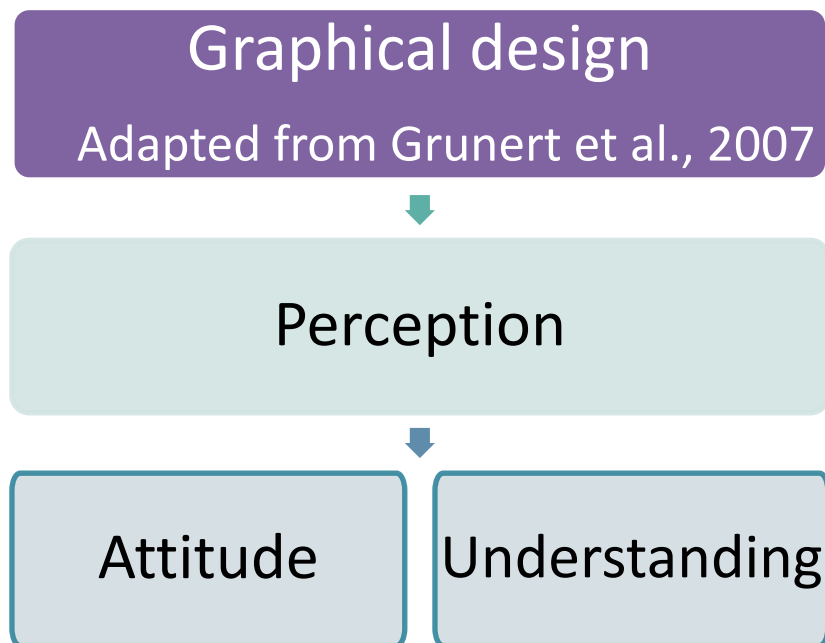 Graphical design
Adapted from Grunert et al., 2007
Perception
Attitude
Understanding